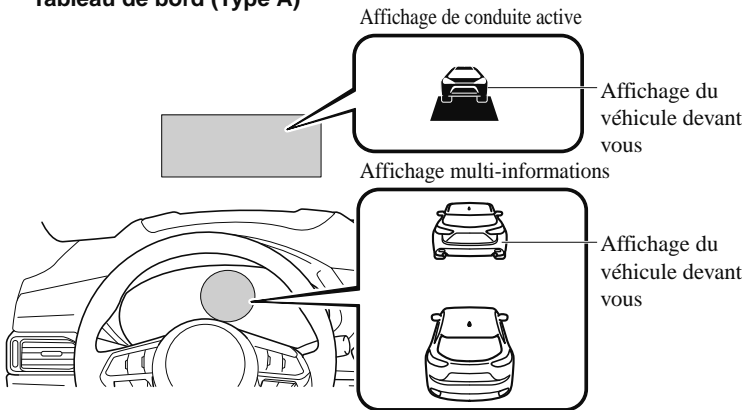 Tableau de bord (Type A)
Affichage de conduite active
Affichage du
véhicule devant
vous
Affichage multi-informations
Affichage du
véhicule devant
vous